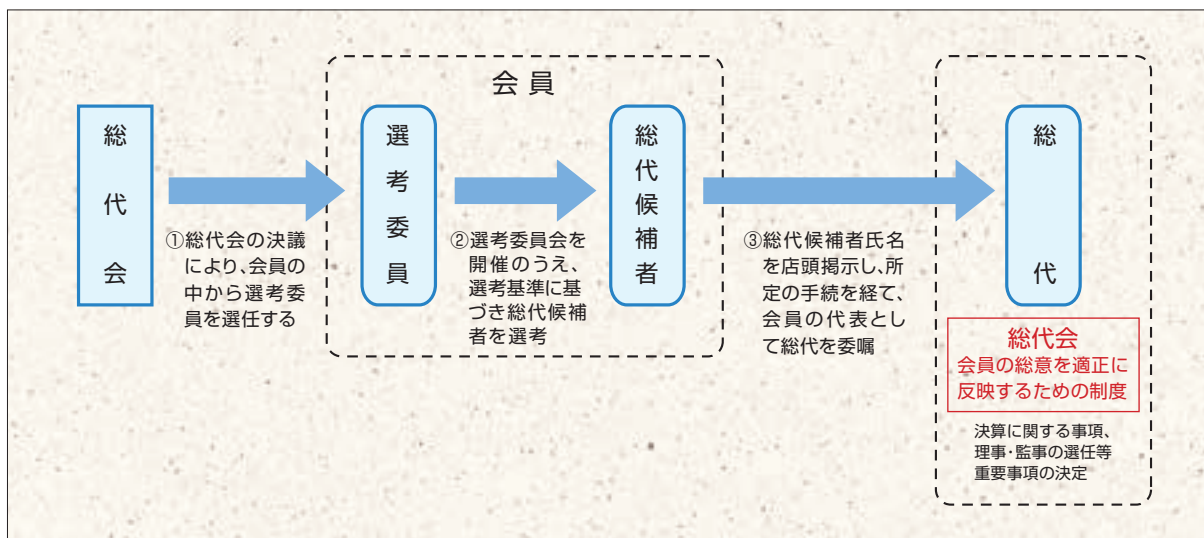 会員
総代会
選考委員
総代候補者
総代
①総代会の決議
により、会員の
中から選考委
員を選任する
②選考委員会を
開催のうえ、
選考基準に基
づき総代候補
者を選考
③総代候補者氏名
を店頭掲示し、所
定の手続を経て、
会員の代表とし
て総代を委嘱
総代会
会員の総意を適正に
反映するための制度
決算に関する事項、
理事・監事の選任等
重要事項の決定